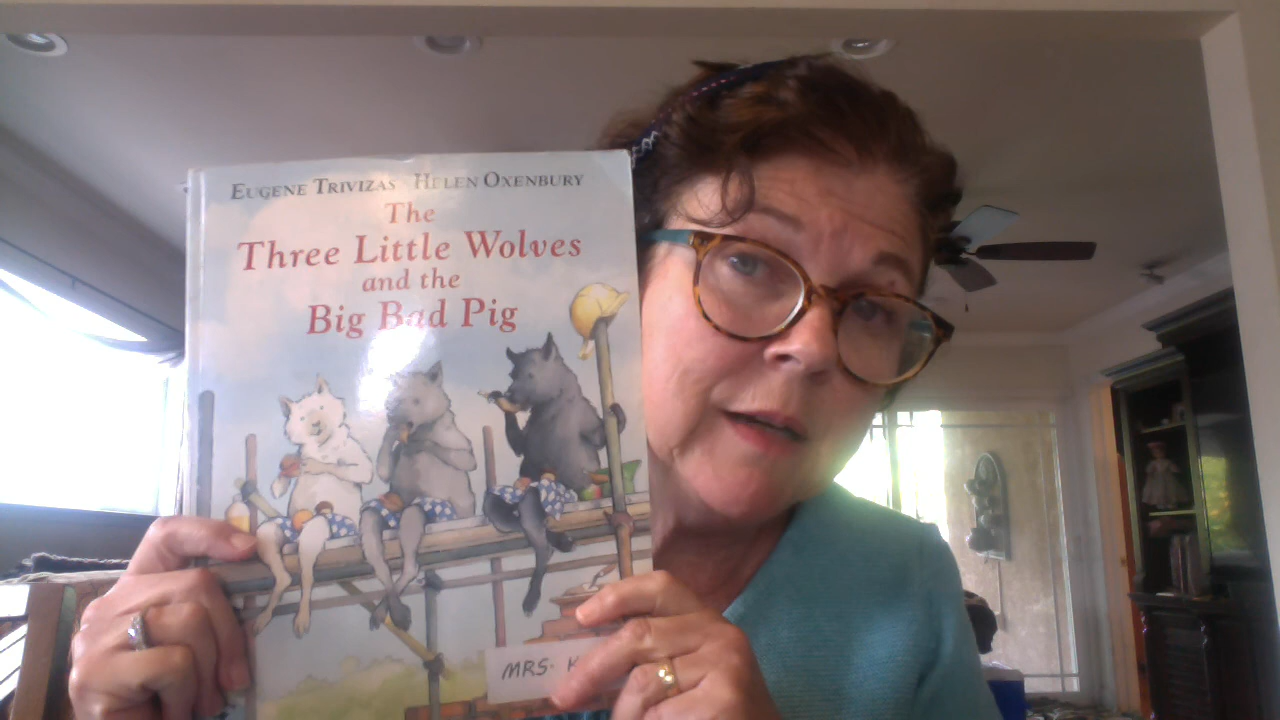 EUGENE TRIVIZAS HELEN OXENBURY
The
Three Little Wolves
and the
Big Bad Pig
MRS. K